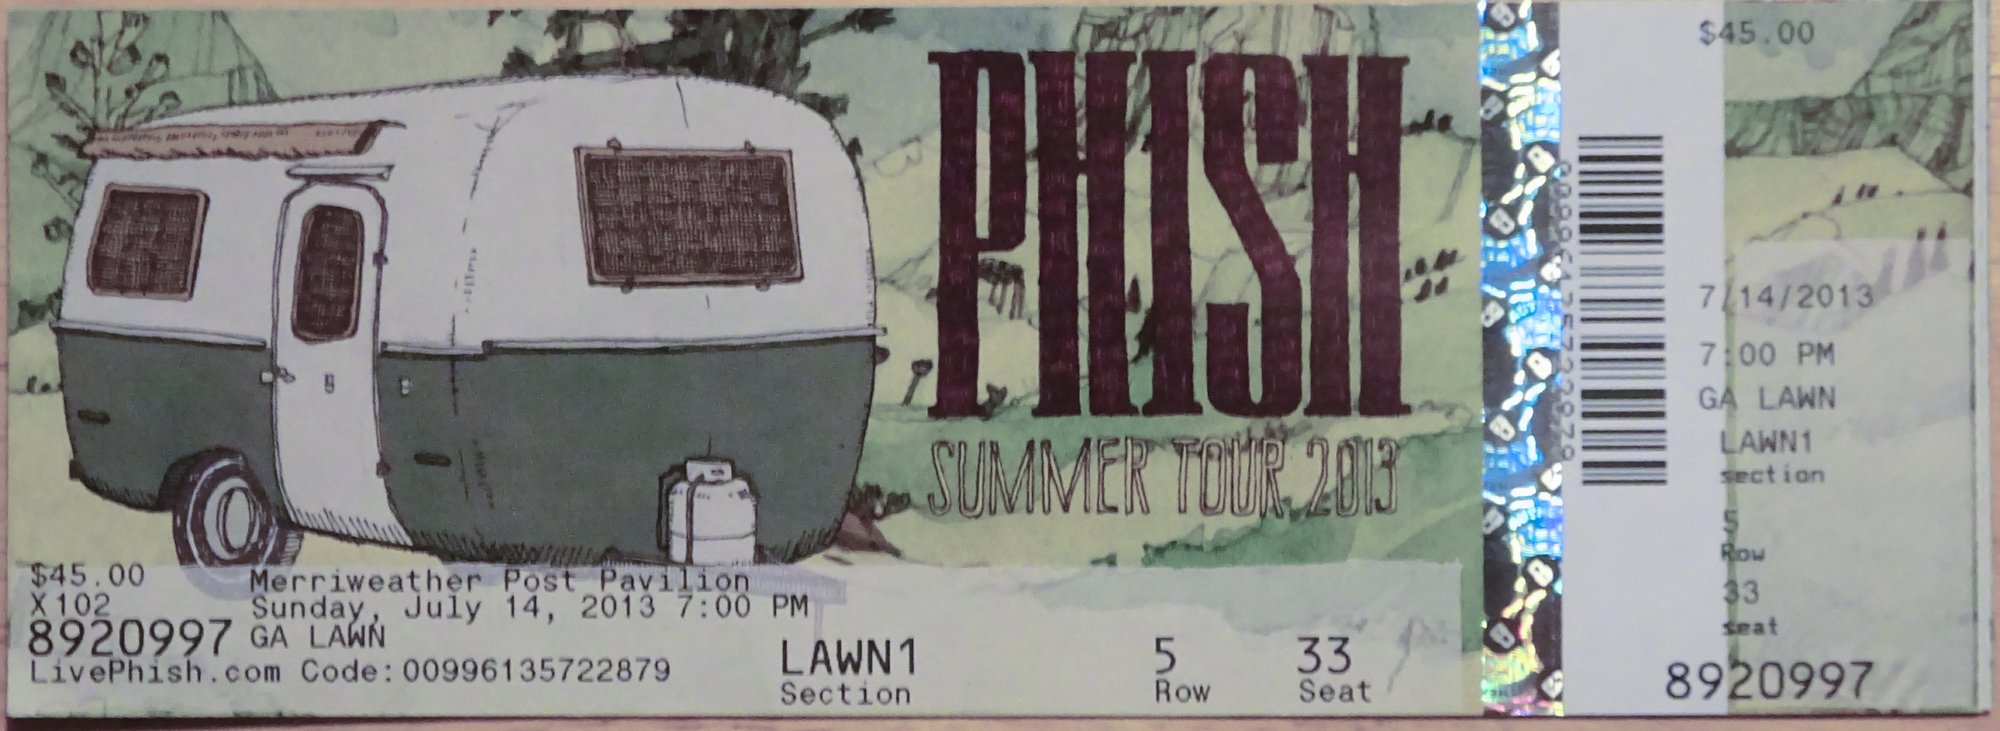 PHISH
SUMMER TOUR 2013
$45.00
X102
8920997
Merriweather Post Pavilion
Sunday, July 14, 2013 7:00 PM
GA LAWN
LivePhish.com Code:00996135722879
LAWN1
Section
5
Row
33
Seat
$45.00
7/14/2013
7:00 PM
GA LAWN
LAWN1
section
5
Row
33
seat
8920997